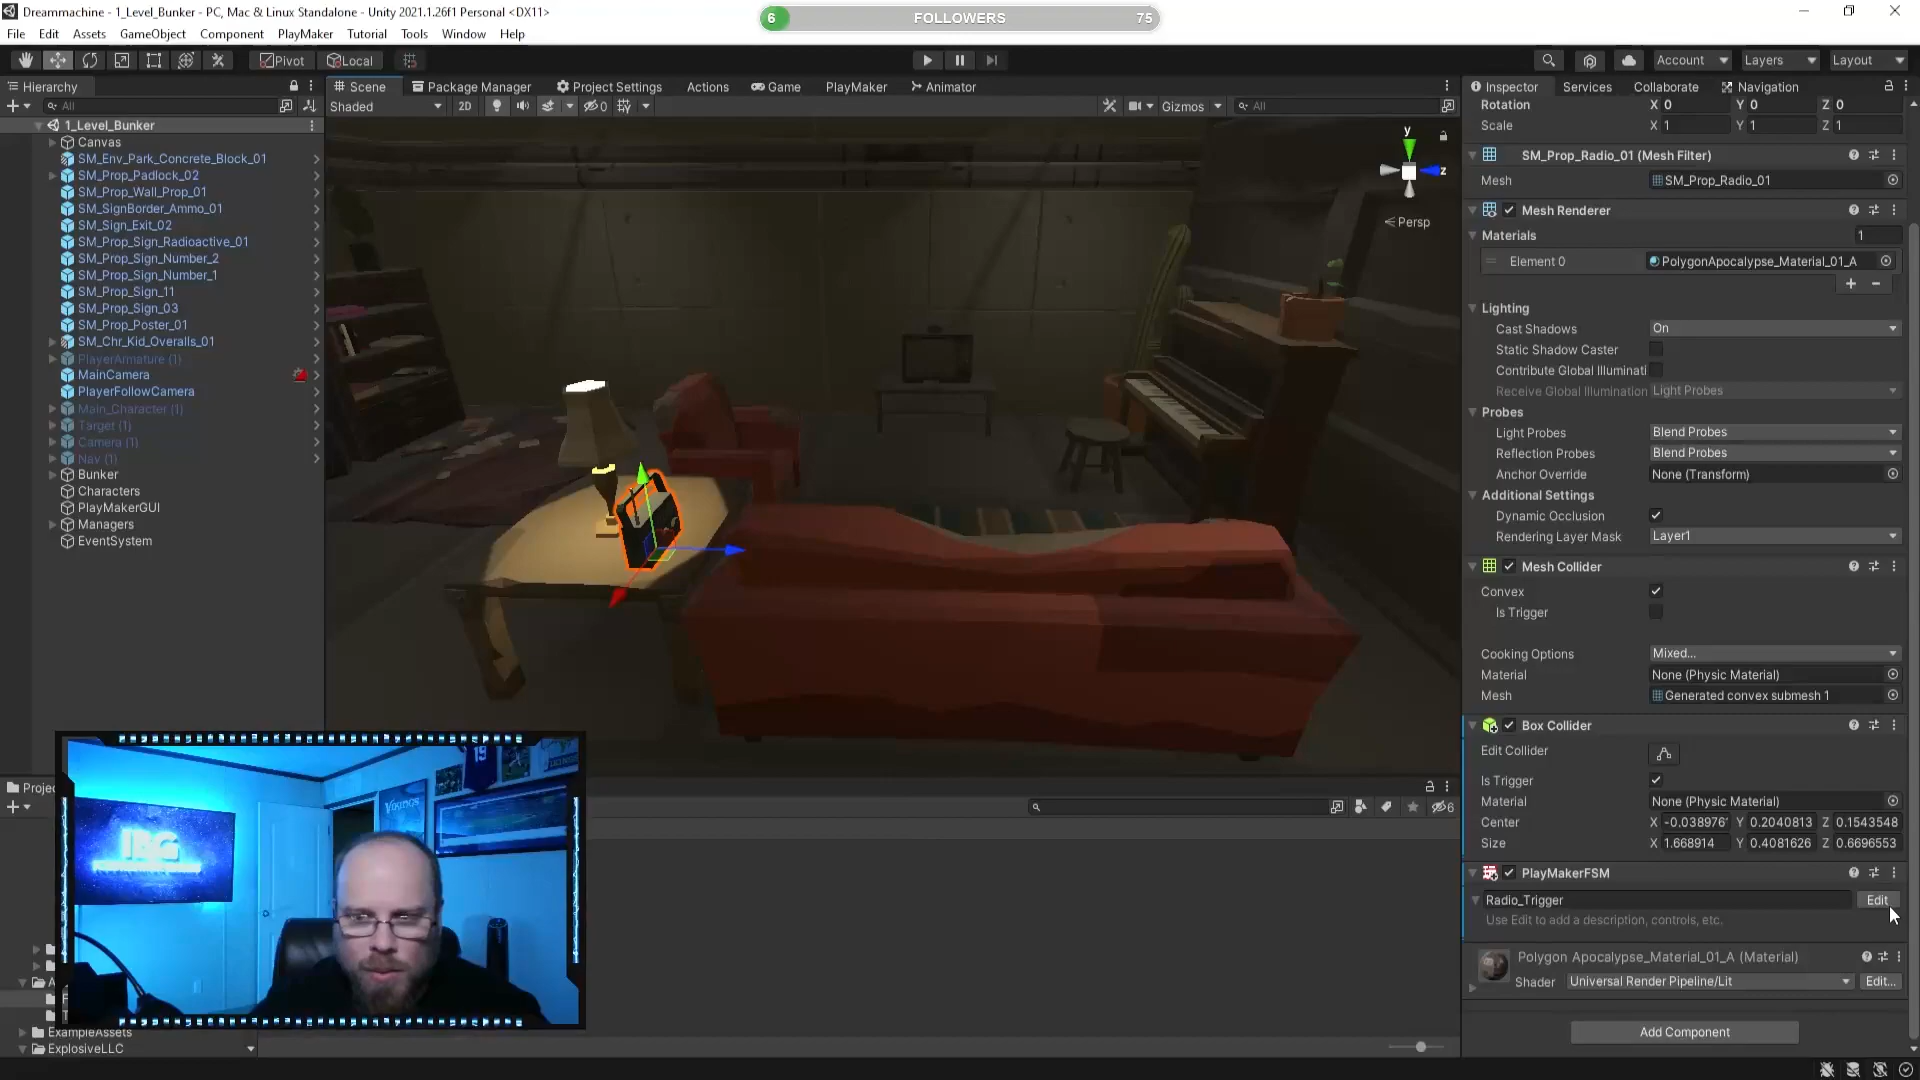 Dreammachine - 1_Level_Bunker - PC, Mac & Linux Standalone - Unity 2021.1.26f1 Personal <DX11>
6 FOLLOWERS 75
File Edit Assets GameObject Component PlayMaker Tutorial Tools Window Help
Pivot Local Account Layers Layout
Hierarchy
All
1_Level_Bunker
Canvas
SM_Env_Park_Concrete_Block_01
SM_Prop_Padlock_02
SM_Prop_Wall_Prop_01
SM_SignBorder_Ammo_01
SM_Sign_Exit_02
SM_Prop_Sign_Radioactive_01
SM_Prop_Sign_Number_2
SM_Prop_Sign_Number_1
SM_Prop_Sign_11
SM_Prop_Sign_03
SM_Prop_Poster_01
SM_Chr_Kid_Overalls_01
PlayerArmature (1)
MainCamera
PlayerFollowCamera
Main_Character (1)
Target (1)
Camera (1)
Nav (1)
Bunker
Characters
PlayMakerGUI
Managers
EventSystem
Scene Package Manager Project Settings Actions Game PlayMaker Animator
Shaded 2D 0 Gizmos All
y
z
Persp
Projec
6
19
VIKINGS
IBG
A
F
T
ExampleAssets
ExplosiveLLC
Inspector Services Collaborate Navigation
Rotation X 0 Y 0 Z 0
Scale X 1 Y 1 Z 1
SM_Prop_Radio_01 (Mesh Filter)
Mesh SM_Prop_Radio_01
Mesh Renderer
Materials 1
Element 0 PolygonApocalypse_Material_01_A
Lighting
Cast Shadows On
Static Shadow Caster
Contribute Global Illuminati
Receive Global Illumination Light Probes
Probes
Light Probes Blend Probes
Reflection Probes Blend Probes
Anchor Override None (Transform)
Additional Settings
Dynamic Occlusion
Rendering Layer Mask Layer1
Mesh Collider
Convex
Is Trigger
Cooking Options Mixed...
Material None (Physic Material)
Mesh Generated convex submesh 1
Box Collider
Edit Collider
Is Trigger
Material None (Physic Material)
Center X -0.038976 Y 0.2040813 Z 0.1543548
Size X 1.668914 Y 0.4081626 Z 0.6696553
PlayMakerFSM
Radio_Trigger Edit
Use Edit to add a description, controls, etc.
Polygon Apocalypse_Material_01_A (Material)
Shader Universal Render Pipeline/Lit Edit...
Add Component